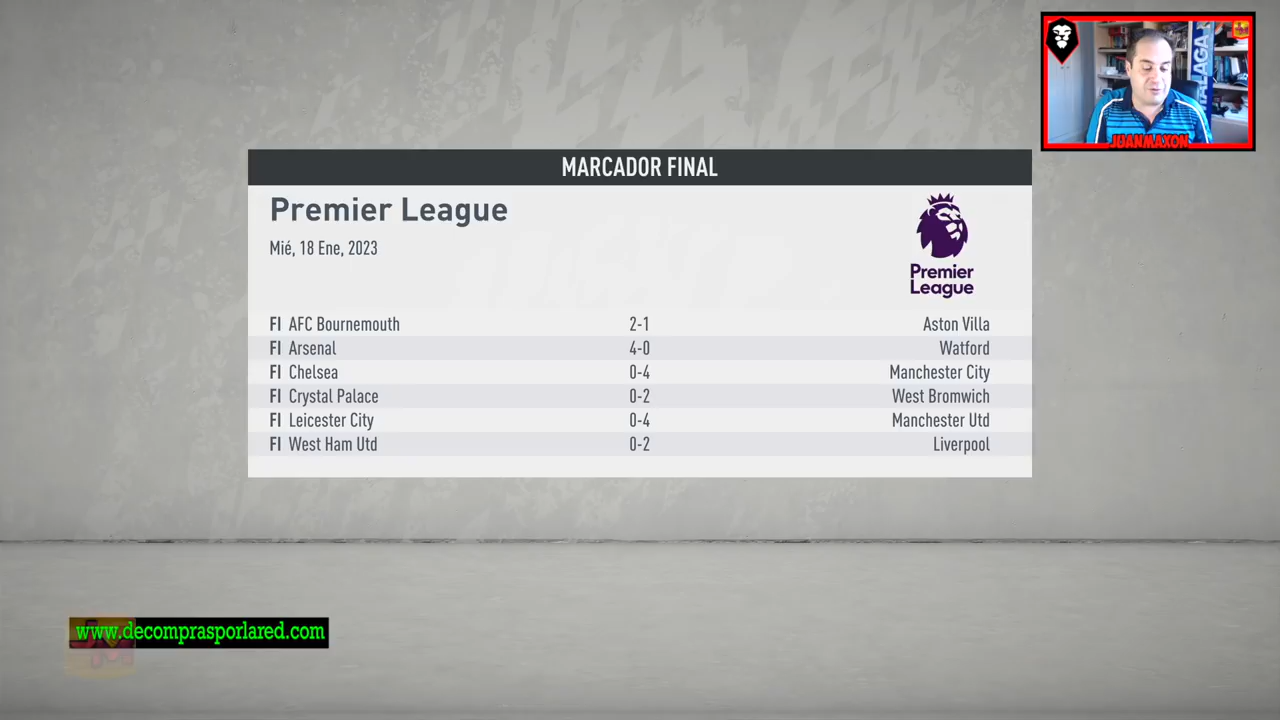 MARCADOR FINAL
Premier League
Mié, 18 Ene, 2023
Premier
League
FI AFC Bournemouth 2-1 Aston Villa
FI Arsenal 4-0 Watford
FI Chelsea 0-4 Manchester City
FI Crystal Palace 0-2 West Bromwich
FI Leicester City 0-4 Manchester Utd
FI West Ham Utd 0-2 Liverpool
JUANMAXON
www.decomprasporlared.com